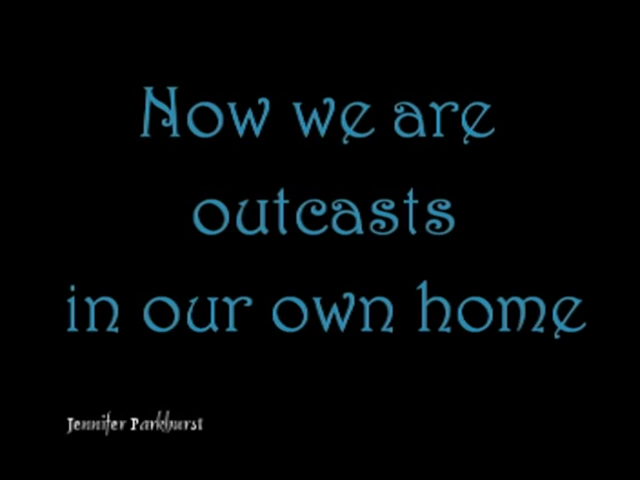 Now we are
outcasts
in our own home
Jennifer Parkhurst